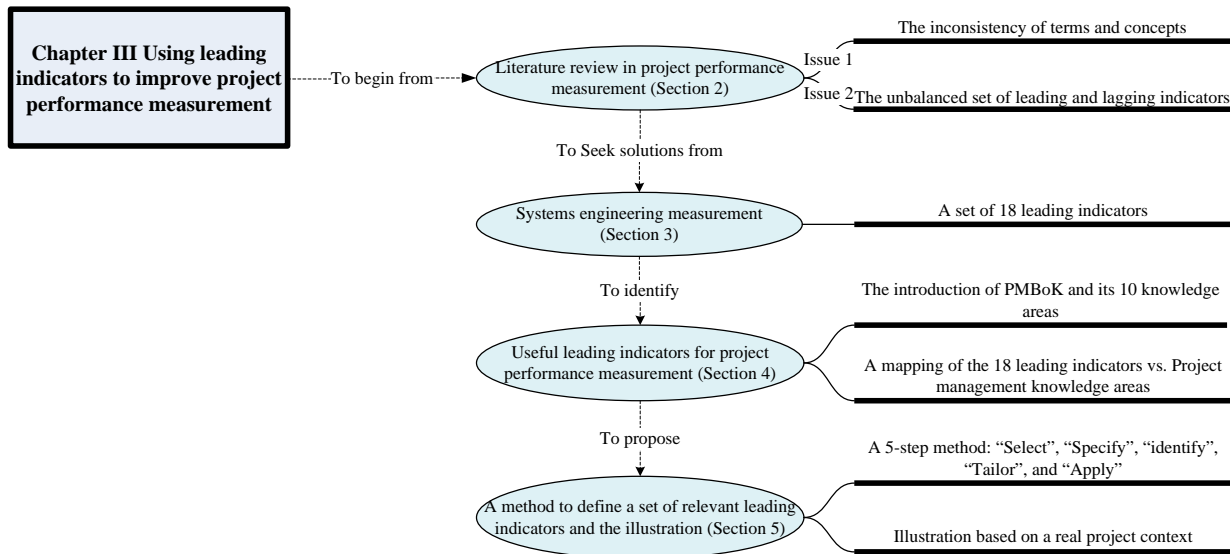 Chapter III Using leading
indicators to improve project
performance measurement
To begin from
Literature review in project performance
measurement (Section 2)
Issue 1
The inconsistency of terms and concepts
Issue 2
The unbalanced set of leading and lagging indicators
To Seek solutions from
Systems engineering measurement
(Section 3)
A set of 18 leading indicators
To identify
Useful leading indicators for project
performance measurement (Section 4)
The introduction of PMBoK and its 10 knowledge
areas
A mapping of the 18 leading indicators vs. Project
management knowledge areas
To propose
A method to define a set of relevant leading
indicators and the illustration (Section 5)
A 5-step method: “Select”, “Specify”, “identify”,
“Tailor”, and “Apply”
Illustration based on a real project context